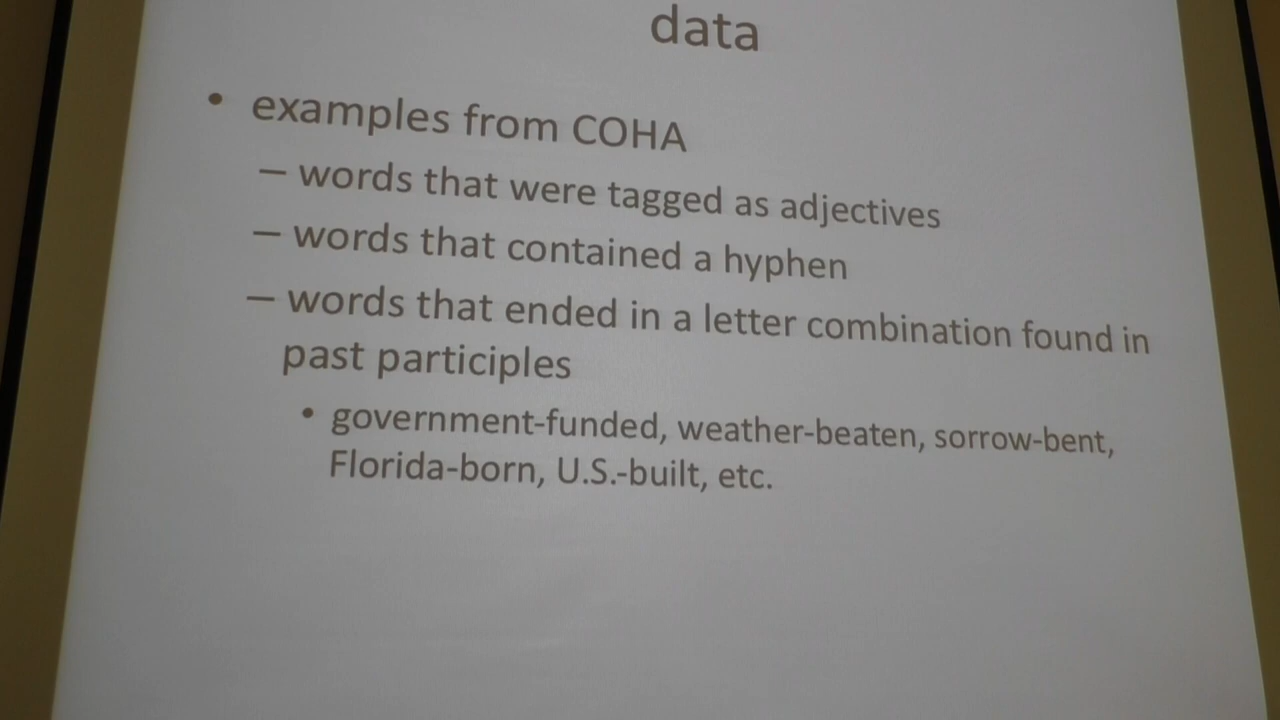 data
• examples from COHA
– words that were tagged as adjectives
– words that contained a hyphen
– words that ended in a letter combination found in
past participles
• government-funded, weather-beaten, sorrow-bent,
Florida-born, U.S.-built, etc.